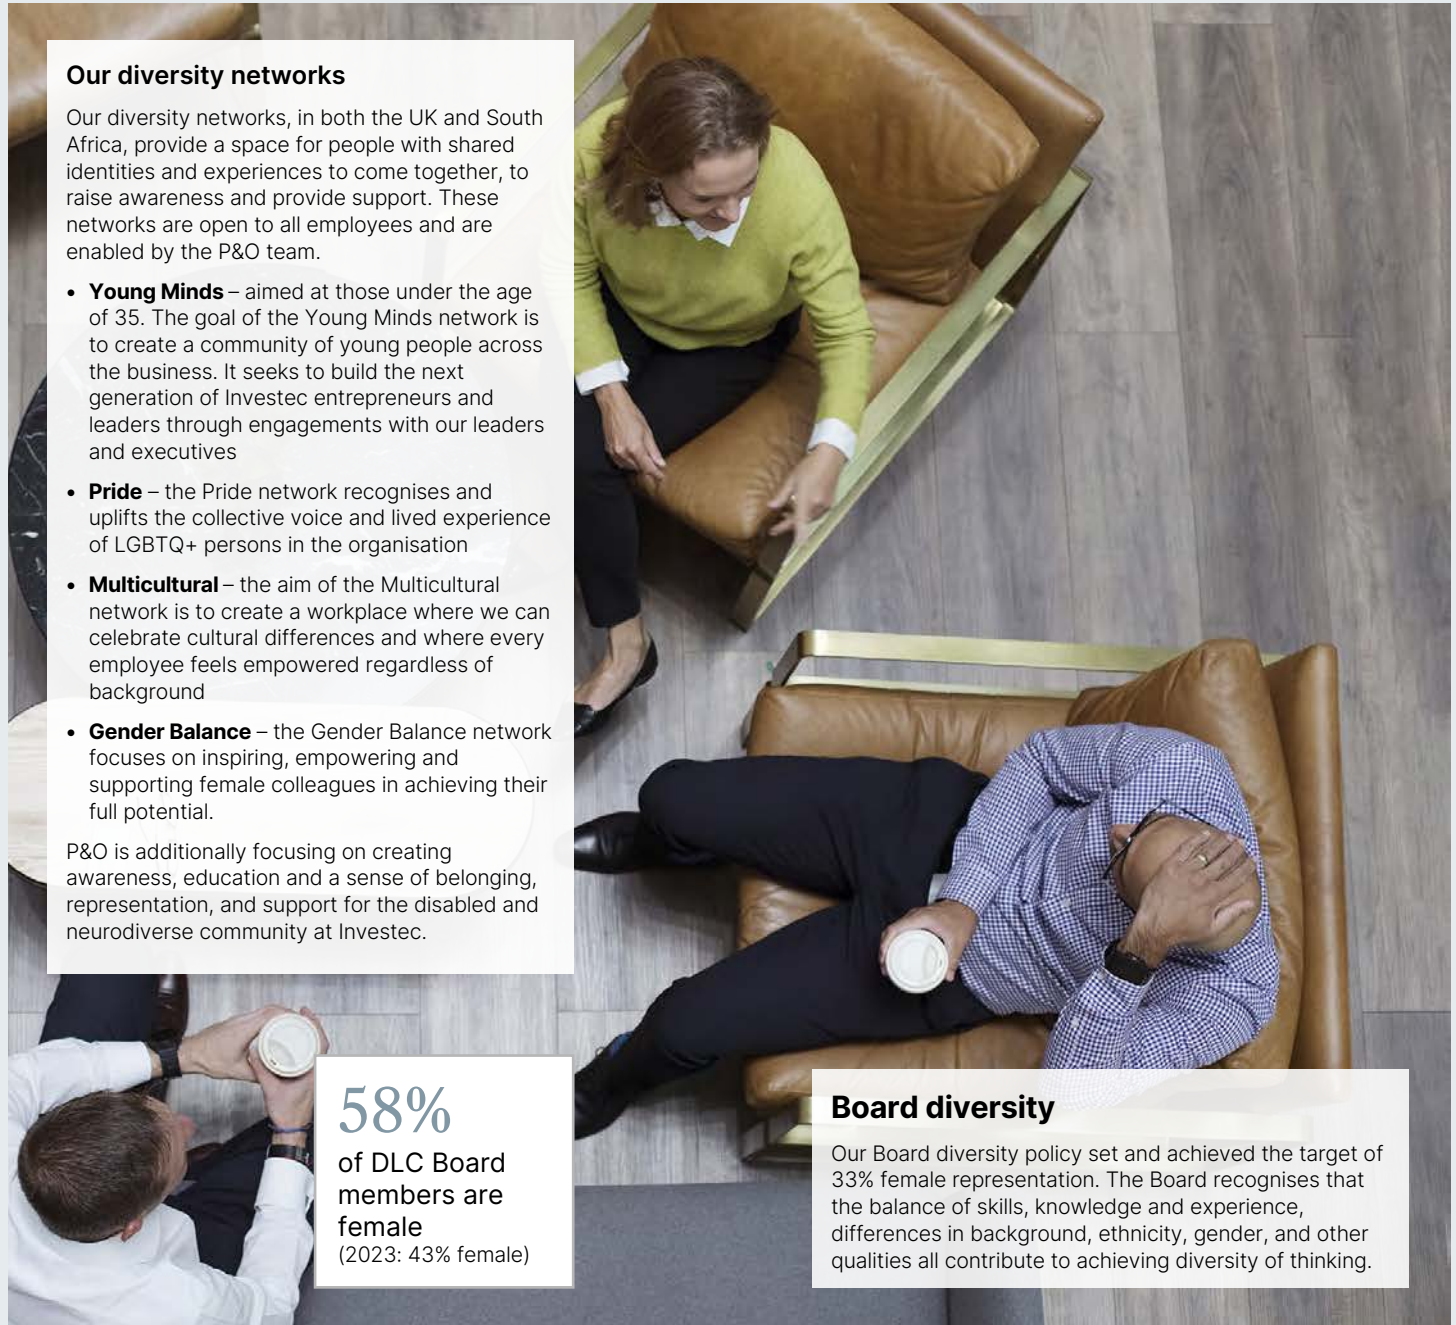 Our diversity networks
Our diversity networks, in both the UK and South
Africa, provide a space for people with shared
identities and experiences to come together, to
raise awareness and provide support. These
networks are open to all employees and are
enabled by the P&O team.
• Young Minds – aimed at those under the age
of 35. The goal of the Young Minds network is
to create a community of young people across
the business. It seeks to build the next
generation of Investec entrepreneurs and
leaders through engagements with our leaders
and executives
• Pride – the Pride network recognises and
uplifts the collective voice and lived experience
of LGBTQ+ persons in the organisation
• Multicultural – the aim of the Multicultural
network is to create a workplace where we can
celebrate cultural differences and where every
employee feels empowered regardless of
background
• Gender Balance – the Gender Balance network
focuses on inspiring, empowering and
supporting female colleagues in achieving their
full potential.
P&O is additionally focusing on creating
awareness, education and a sense of belonging,
representation, and support for the disabled and
neurodiverse community at Investec.
58%
of DLC Board
members are
female
(2023: 43% female)
Board diversity
Our Board diversity policy set and achieved the target of
33% female representation. The Board recognises that
the balance of skills, knowledge and experience,
differences in background, ethnicity, gender, and other
qualities all contribute to achieving diversity of thinking.